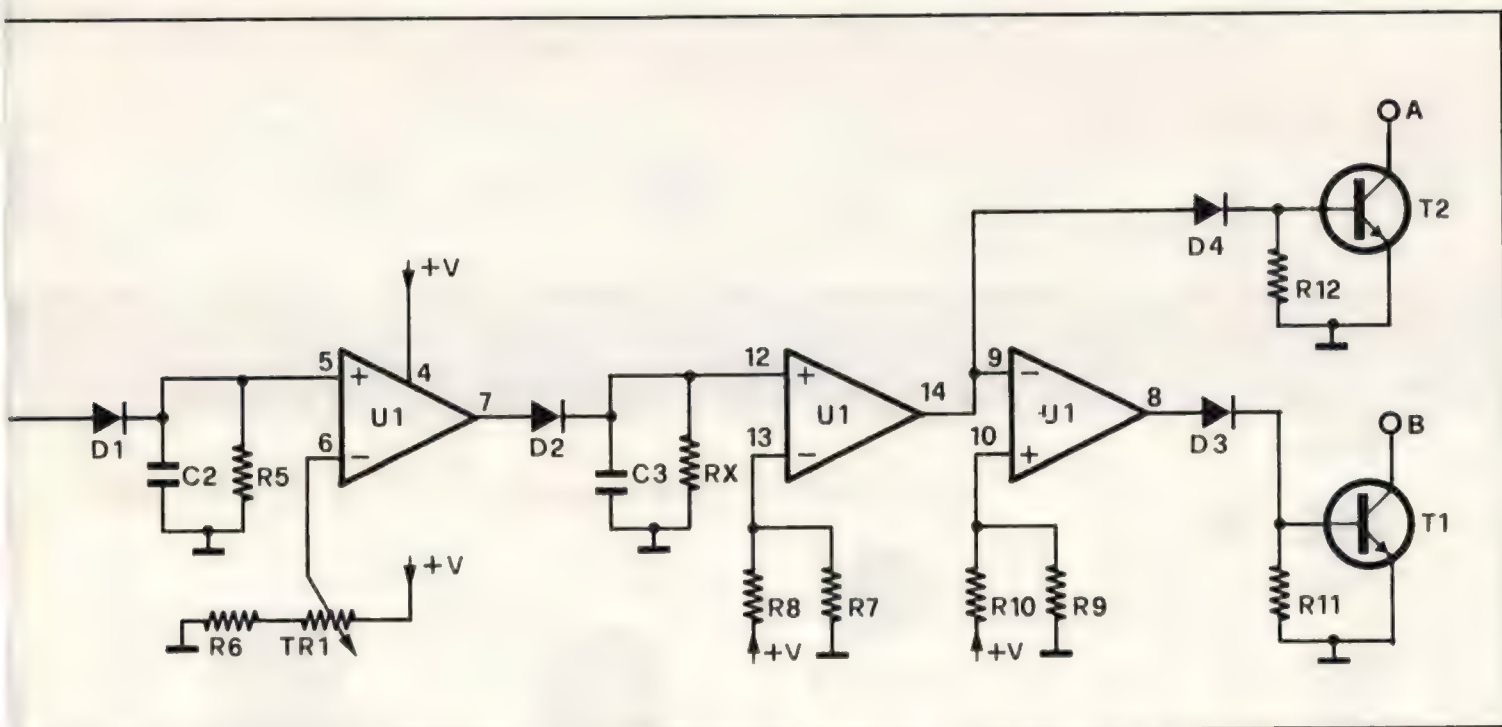 A
T2
D4
R12
+V
5
+
4
U1
7
6
−
D1
C2
R5
D2
12
+
U1
14
13
−
C3
RX
9
−
U1
8
10
+
D3
B
T1
+V
R6
TR1
R8
R7
+V
R10
R9
+V
R11